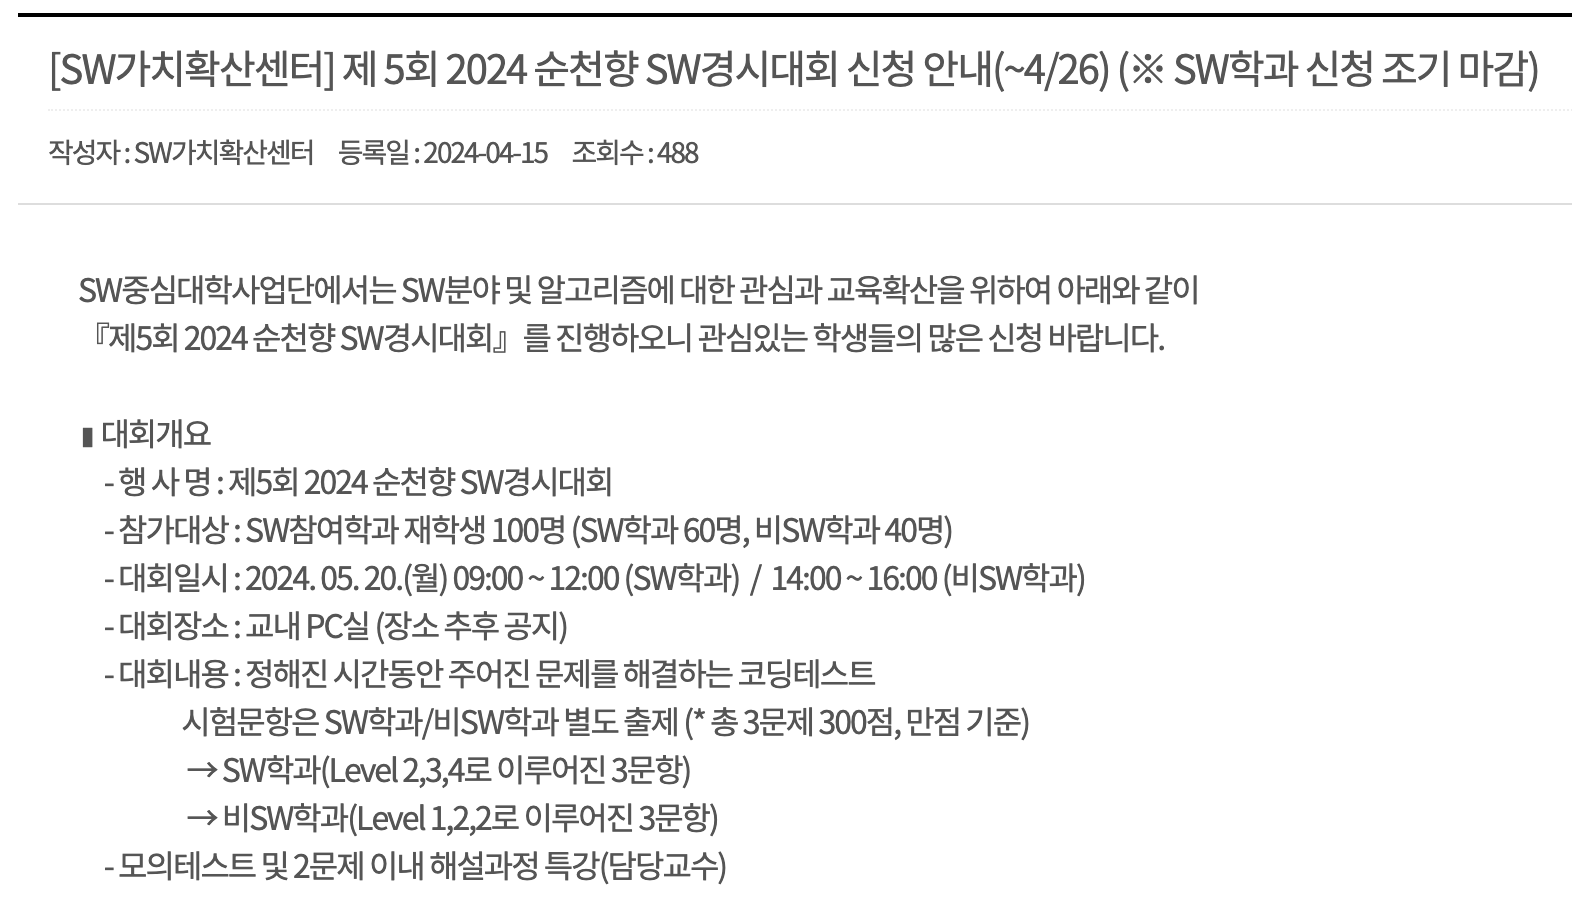 [SW가치확산센터] 제 5회 2024 순천향 SW경시대회 신청 안내(~4/26) (※ SW학과 신청 조기 마감)
작성자 : SW가치확산센터 등록일 : 2024-04-15 조회수 : 488
SW중심대학사업단에서는 SW분야 및 알고리즘에 대한 관심과 교육확산을 위하여 아래와 같이
『제5회 2024 순천향 SW경시대회』를 진행하오니 관심있는 학생들의 많은 신청 바랍니다.
▮ 대회개요
- 행 사 명 : 제5회 2024 순천향 SW경시대회
- 참가대상 : SW참여학과 재학생 100명 (SW학과 60명, 비SW학과 40명)
- 대회일시 : 2024. 05. 20.(월) 09:00 ~ 12:00 (SW학과) / 14:00 ~ 16:00 (비SW학과)
- 대회장소 : 교내 PC실 (장소 추후 공지)
- 대회내용 : 정해진 시간동안 주어진 문제를 해결하는 코딩테스트
시험문항은 SW학과/비SW학과 별도 출제 (* 총 3문제 300점, 만점 기준)
→ SW학과(Level 2,3,4로 이루어진 3문항)
→ 비SW학과(Level 1,2,2로 이루어진 3문항)
- 모의테스트 및 2문제 이내 해설과정 특강(담당교수)